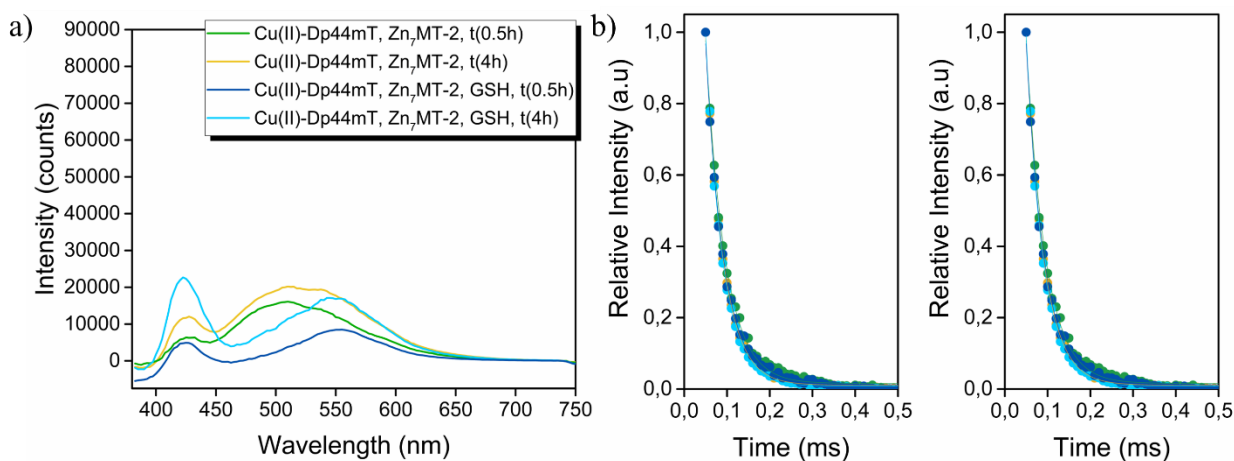 a)
Intensity (counts)
90000
80000
70000
60000
50000
40000
30000
20000
10000
0
Cu(II)-Dp44mT, Zn₇MT-2, t(0.5h)
Cu(II)-Dp44mT, Zn₇MT-2, t(4h)
Cu(II)-Dp44mT, Zn₇MT-2, GSH, t(0.5h)
Cu(II)-Dp44mT, Zn₇MT-2, GSH, t(4h)
400 450 500 550 600 650 700 750
Wavelength (nm)
b)
Relative Intensity (a.u)
1,0
0,8
0,6
0,4
0,2
0,0
0,0 0,1 0,2 0,3 0,4 0,5
Time (ms)
Relative Intensity (a.u)
1,0
0,8
0,6
0,4
0,2
0,0
0,0 0,1 0,2 0,3 0,4 0,5
Time (ms)